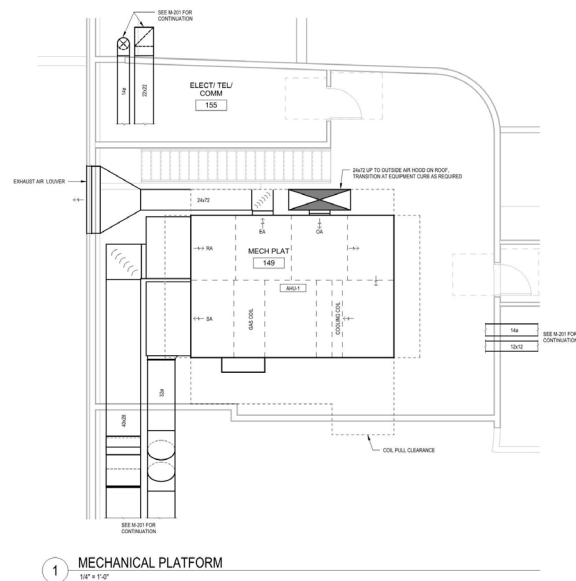 SEE M-201 FOR
CONTINUATION
14ø
22x22
ELECT/ TEL/
COMM
155
EXHAUST AIR LOUVER
24x72
24x72 UP TO OUTSIDE AIR HOOD ON ROOF.
TRANSITION AT EQUIPMENT CURB AS REQUIRED
EA
OA
RA
MECH PLAT
149
AHU-1
SA
GAS COIL
COOLING COIL
14ø
12x12
SEE M-201 FOR
CONTINUATION
40x28
32ø
COIL PULL CLEARANCE
SEE M-201 FOR
CONTINUATION
1
MECHANICAL PLATFORM
1/4" = 1'-0"